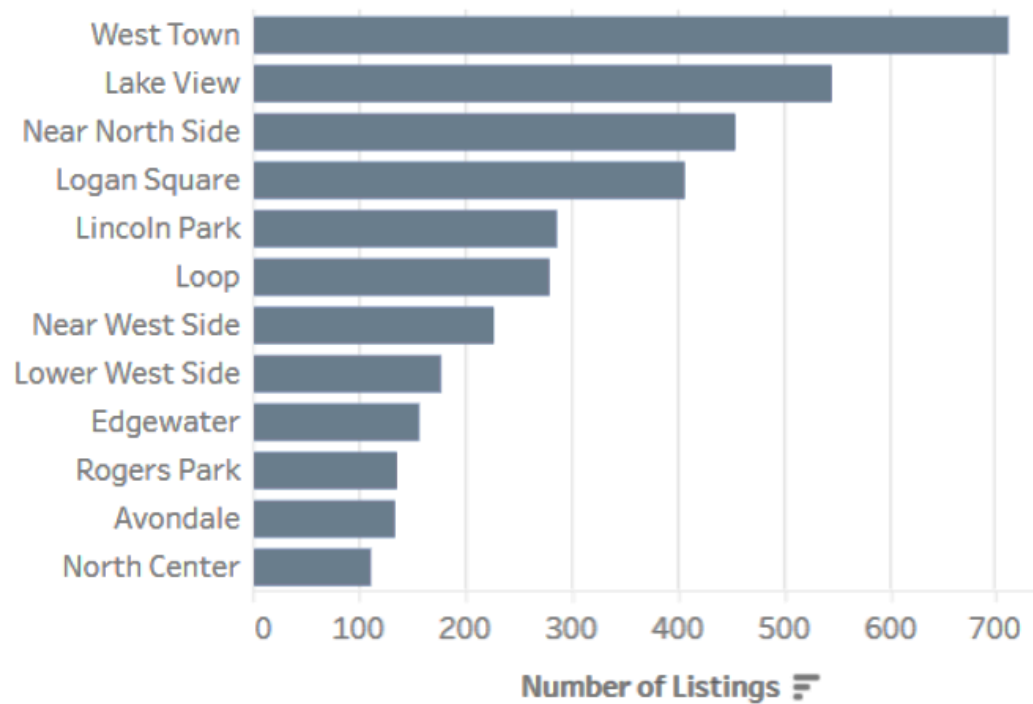 West Town
Lake View
Near North Side
Logan Square
Lincoln Park
Loop
Near West Side
Lower West Side
Edgewater
Rogers Park
Avondale
North Center
0 100 200 300 400 500 600 700
Number of Listings